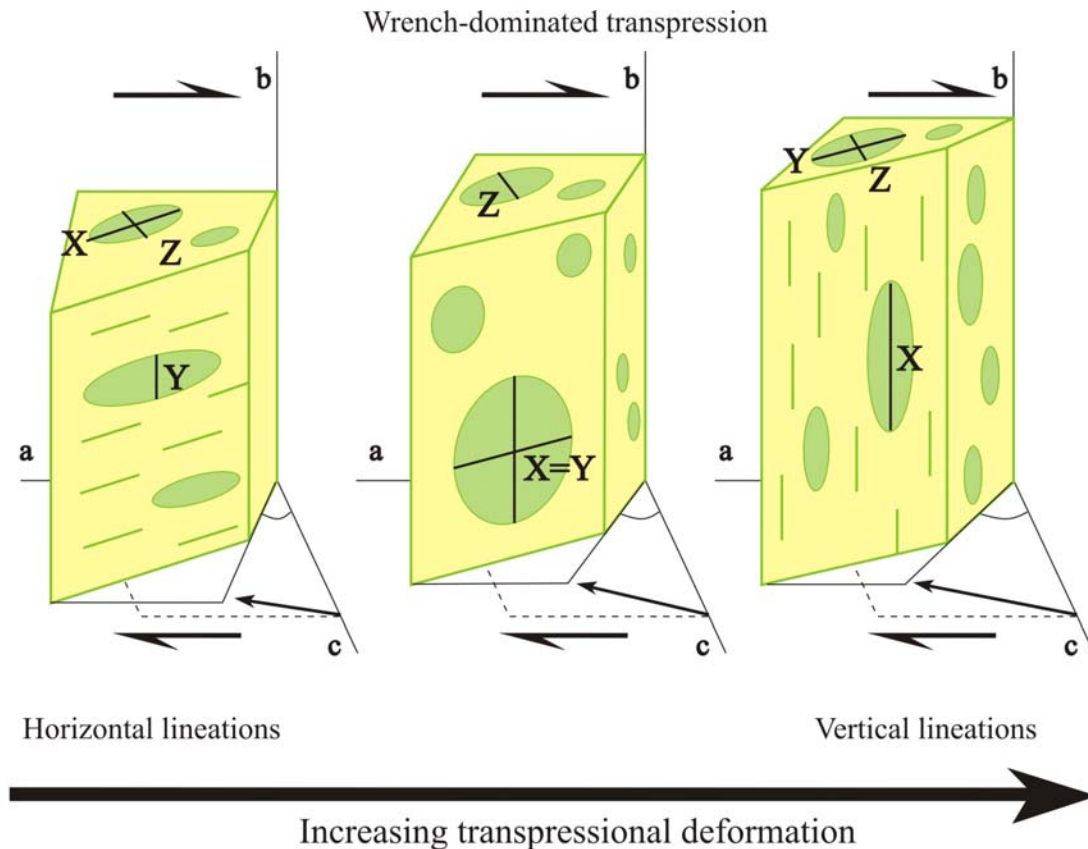 Wrench-dominated transpression
b
b
b
X
Z
Y
a
c
Z
X=Y
a
c
Y
Z
X
a
c
Horizontal lineations
Vertical lineations
Increasing transpressional deformation